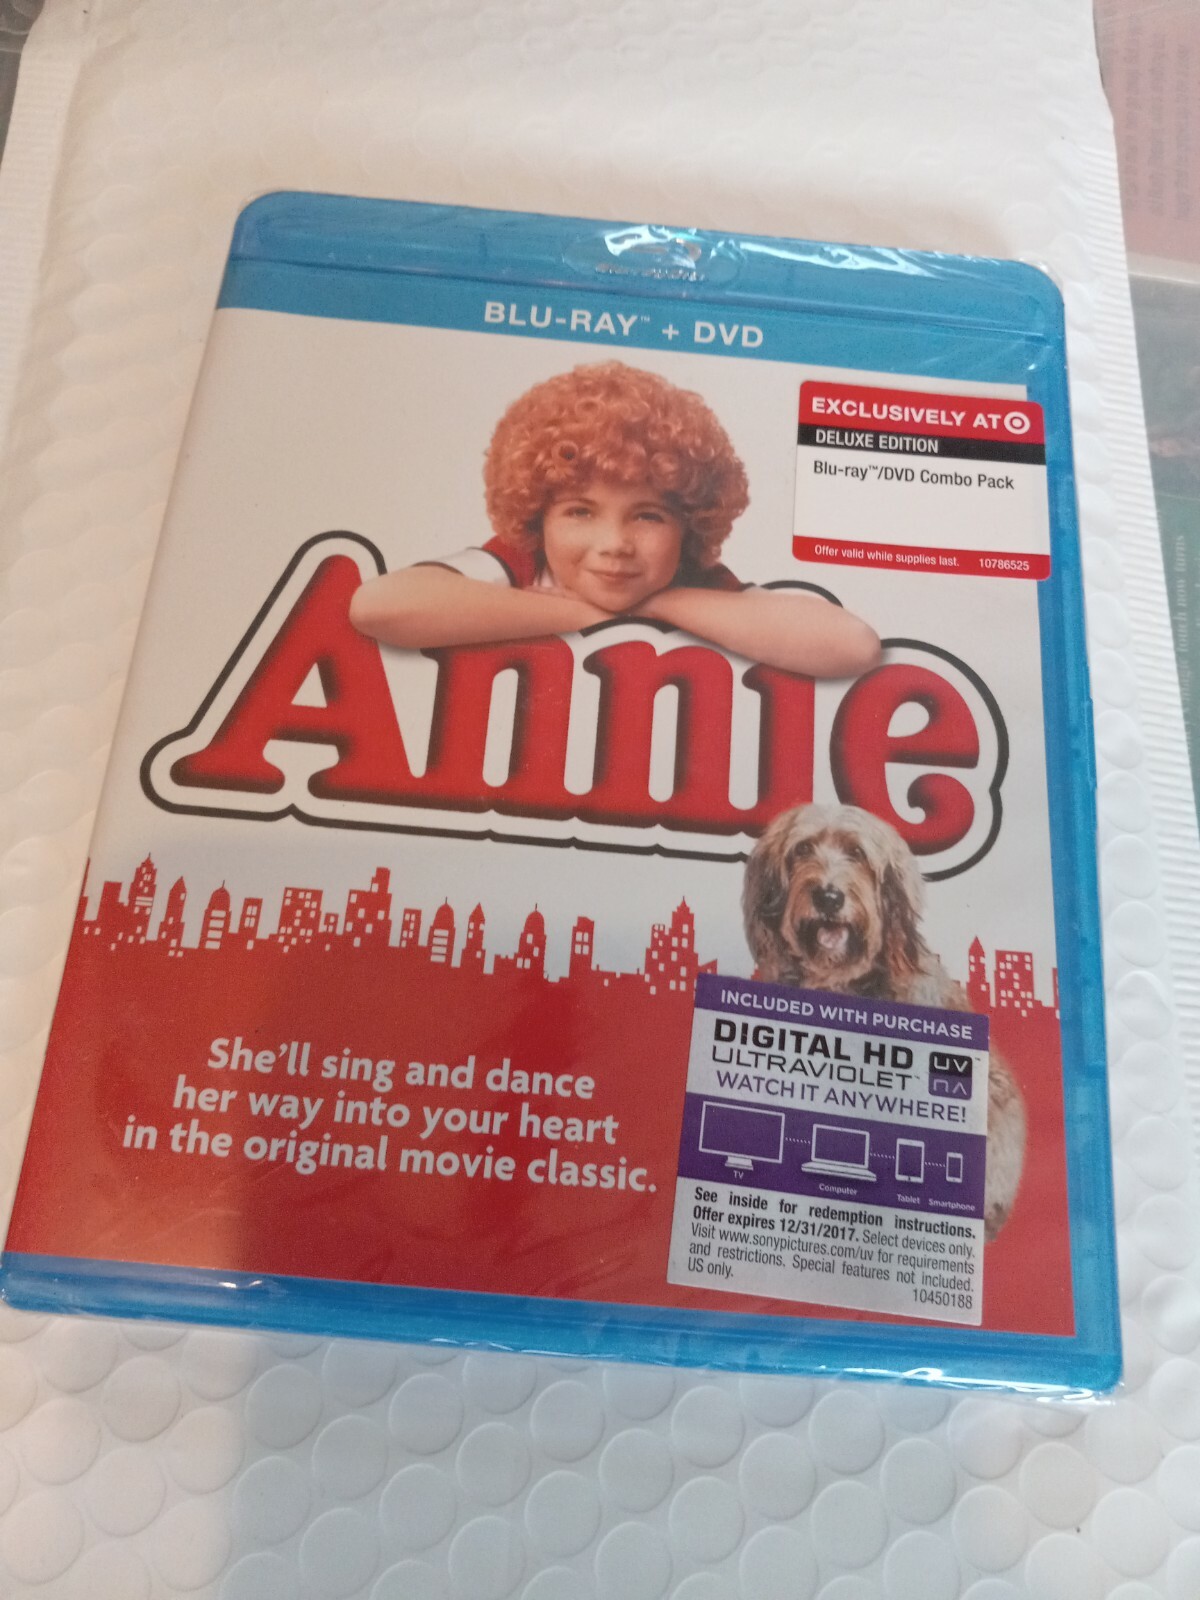 BLU-RAY™ + DVD
EXCLUSIVELY AT
DELUXE EDITION
Blu-ray™/DVD Combo Pack
Offer valid while supplies last. 10786525
Annie
She'll sing and dance
her way into your heart
in the original movie classic.
INCLUDED WITH PURCHASE
DIGITAL HD
ULTRAVIOLET™
UV™
WATCH IT ANYWHERE!
TV
Computer
Tablet
Smartphone
See inside for redemption instructions.
Offer expires 12/31/2017. Select devices only.
Visit www.sonypictures.com/uv for requirements
and restrictions. Special features not included.
US only.
10450188